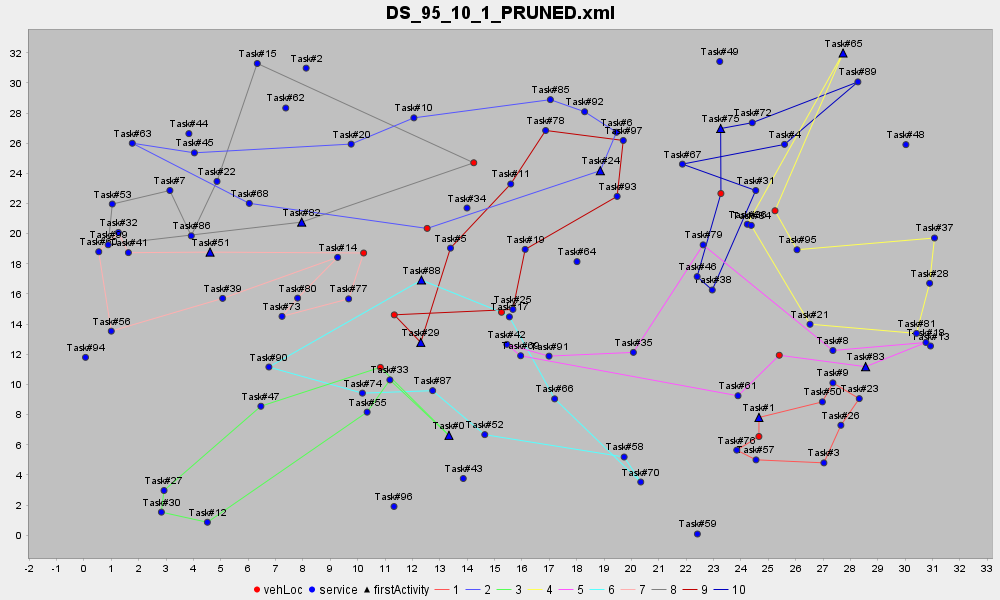 DS_95_10_1_PRUNED.xml
32
30
28
26
24
22
20
18
16
14
12
10
8
6
4
2
0
Task#15
Task#2
Task#49
Task#65
Task#89
Task#62
Task#85
Task#92
Task#10
Task#72
Task#75
Task#44
Task#63
Task#45
Task#20
Task#78
Task#6
Task#97
Task#4
Task#48
Task#67
Task#24
Task#7
Task#22
Task#11
Task#31
Task#93
Task#53
Task#68
Task#34
Task#82
Task#32
Task#86
Task#41
Task#51
Task#14
Task#5
Task#19
Task#64
Task#79
Task#95
Task#37
Task#88
Task#46
Task#38
Task#28
Task#56
Task#39
Task#80
Task#73
Task#77
Task#25
Task#17
Task#29
Task#21
Task#81
Task#18
Task#13
Task#94
Task#42
Task#91
Task#35
Task#8
Task#83
Task#90
Task#33
Task#74
Task#87
Task#55
Task#47
Task#66
Task#61
Task#9
Task#50
Task#23
Task#1
Task#26
Task#0
Task#52
Task#76
Task#57
Task#3
Task#58
Task#70
Task#43
Task#27
Task#30
Task#12
Task#96
Task#59
-2 -1 0 1 2 3 4 5 6 7 8 9 10 11 12 13 14 15 16 17 18 19 20 21 22 23 24 25 26 27 28 29 30 31 32 33
vehLoc service firstActivity 1 2 3 4 5 6 7 8 9 10